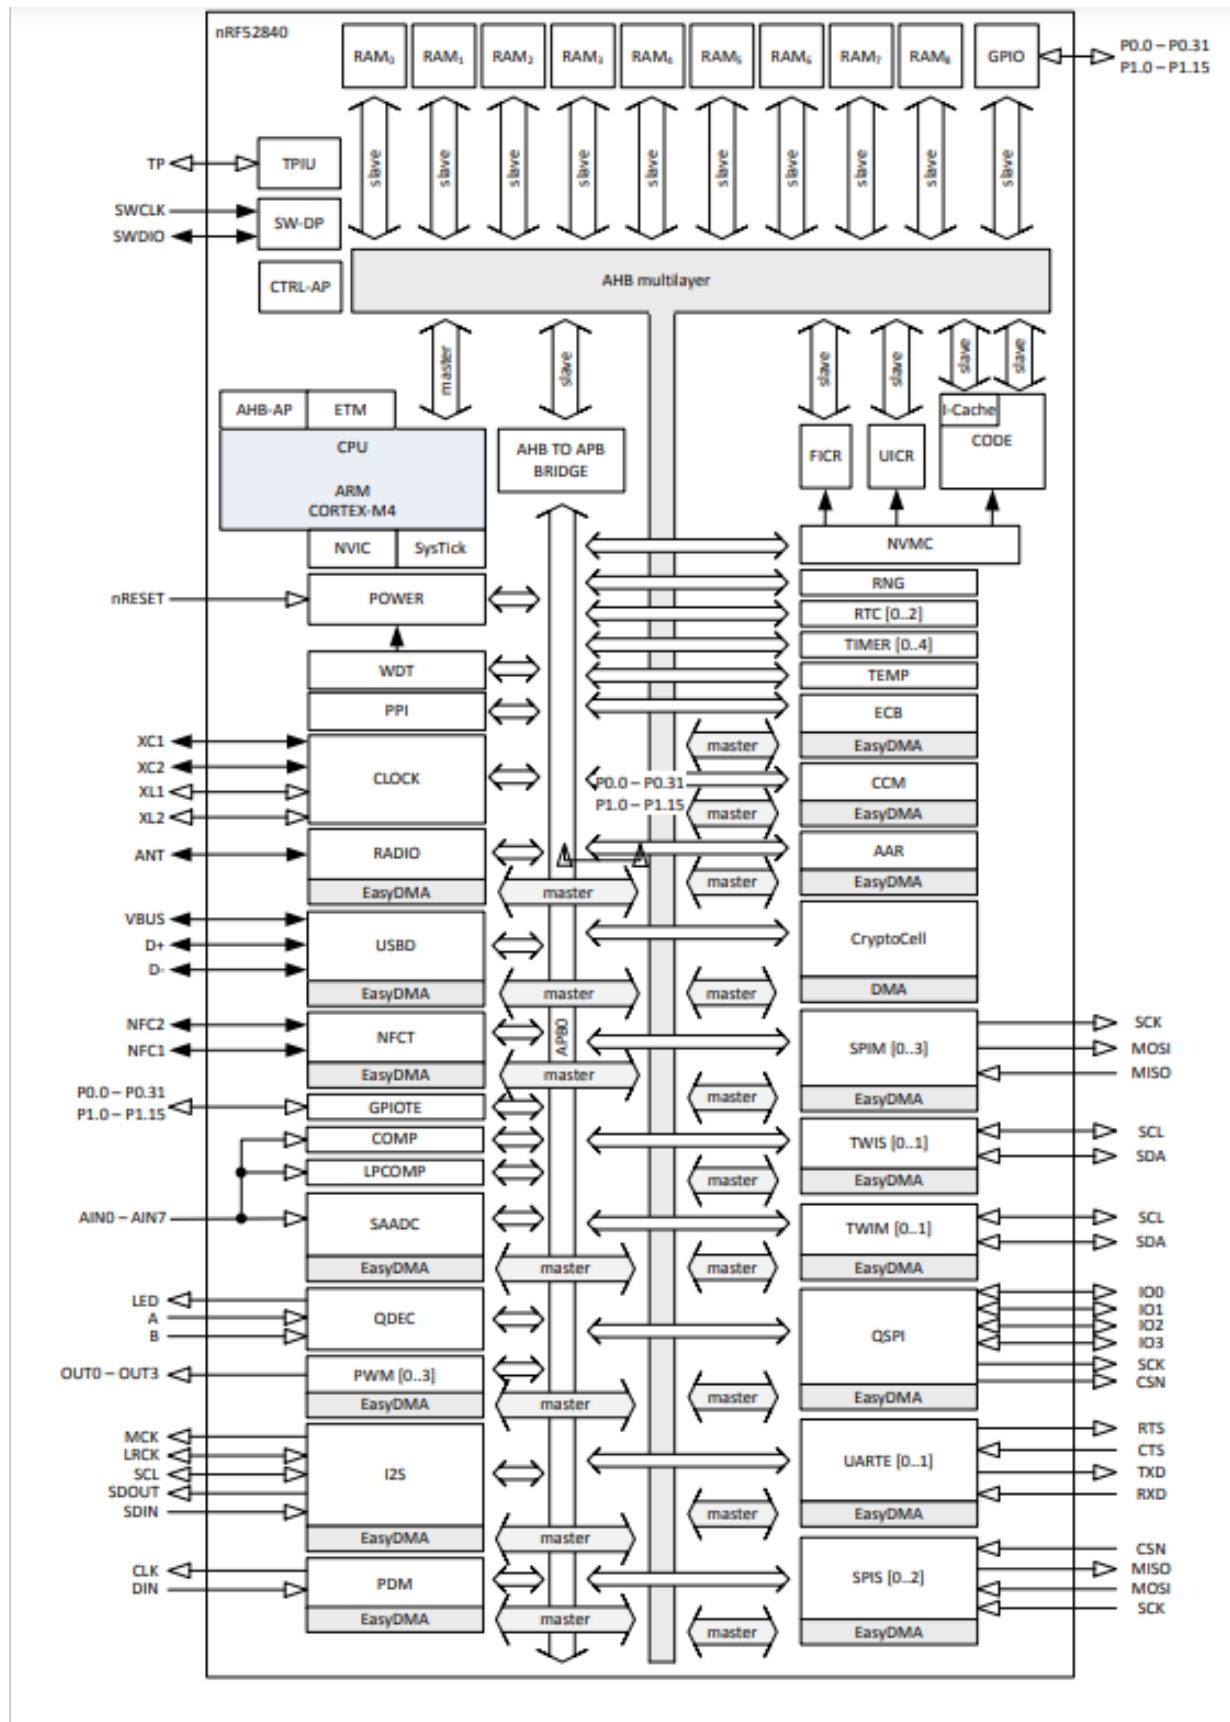 nRF52840
RAM0 RAM1 RAM2 RAM3 RAM4 RAM5 RAM6 RAM7 RAM8 GPIO
P0.0 – P0.31
P1.0 – P1.15
slave slave slave slave slave slave slave slave slave slave
TP
TPIU
SWCLK
SWDIO
SW-DP
CTRL-AP
AHB multilayer
master
slave
slave
slave
slave
slave
AHB-AP
ETM
CPU
ARM
CORTEX-M4
NVIC
SysTick
AHB TO APB
BRIDGE
FICR
UICR
I-Cache
CODE
NVMC
nRESET
POWER
RNG
RTC [0..2]
TIMER [0..4]
WDT
TEMP
PPI
ECB
master
EasyDMA
XC1
XC2
XL1
XL2
CLOCK
P0.0 – P0.31
P1.0 – P1.15
CCM
master
EasyDMA
ANT
RADIO
EasyDMA
master
AAR
master
EasyDMA
VBUS
D+
D-
USBD
EasyDMA
master
CryptoCell
master
DMA
NFC2
NFC1
NFCT
EasyDMA
master
APB0
SPIM [0..3]
master
EasyDMA
SCK
MOSI
MISO
P0.0 – P0.31
P1.0 – P1.15
GPIOTE
COMP
LPCOMP
TWIS [0..1]
master
EasyDMA
SCL
SDA
AIN0 – AIN7
SAADC
EasyDMA
master
TWIM [0..1]
master
EasyDMA
SCL
SDA
LED
A
B
QDEC
QSPI
master
EasyDMA
IO0
IO1
IO2
IO3
SCK
CSN
OUT0 – OUT3
PWM [0..3]
EasyDMA
master
MCK
LRCK
SCL
SDOUT
SDIN
I2S
EasyDMA
master
UARTE [0..1]
master
EasyDMA
RTS
CTS
TXD
RXD
CLK
DIN
PDM
EasyDMA
master
SPIS [0..2]
master
EasyDMA
CSN
MISO
MOSI
SCK